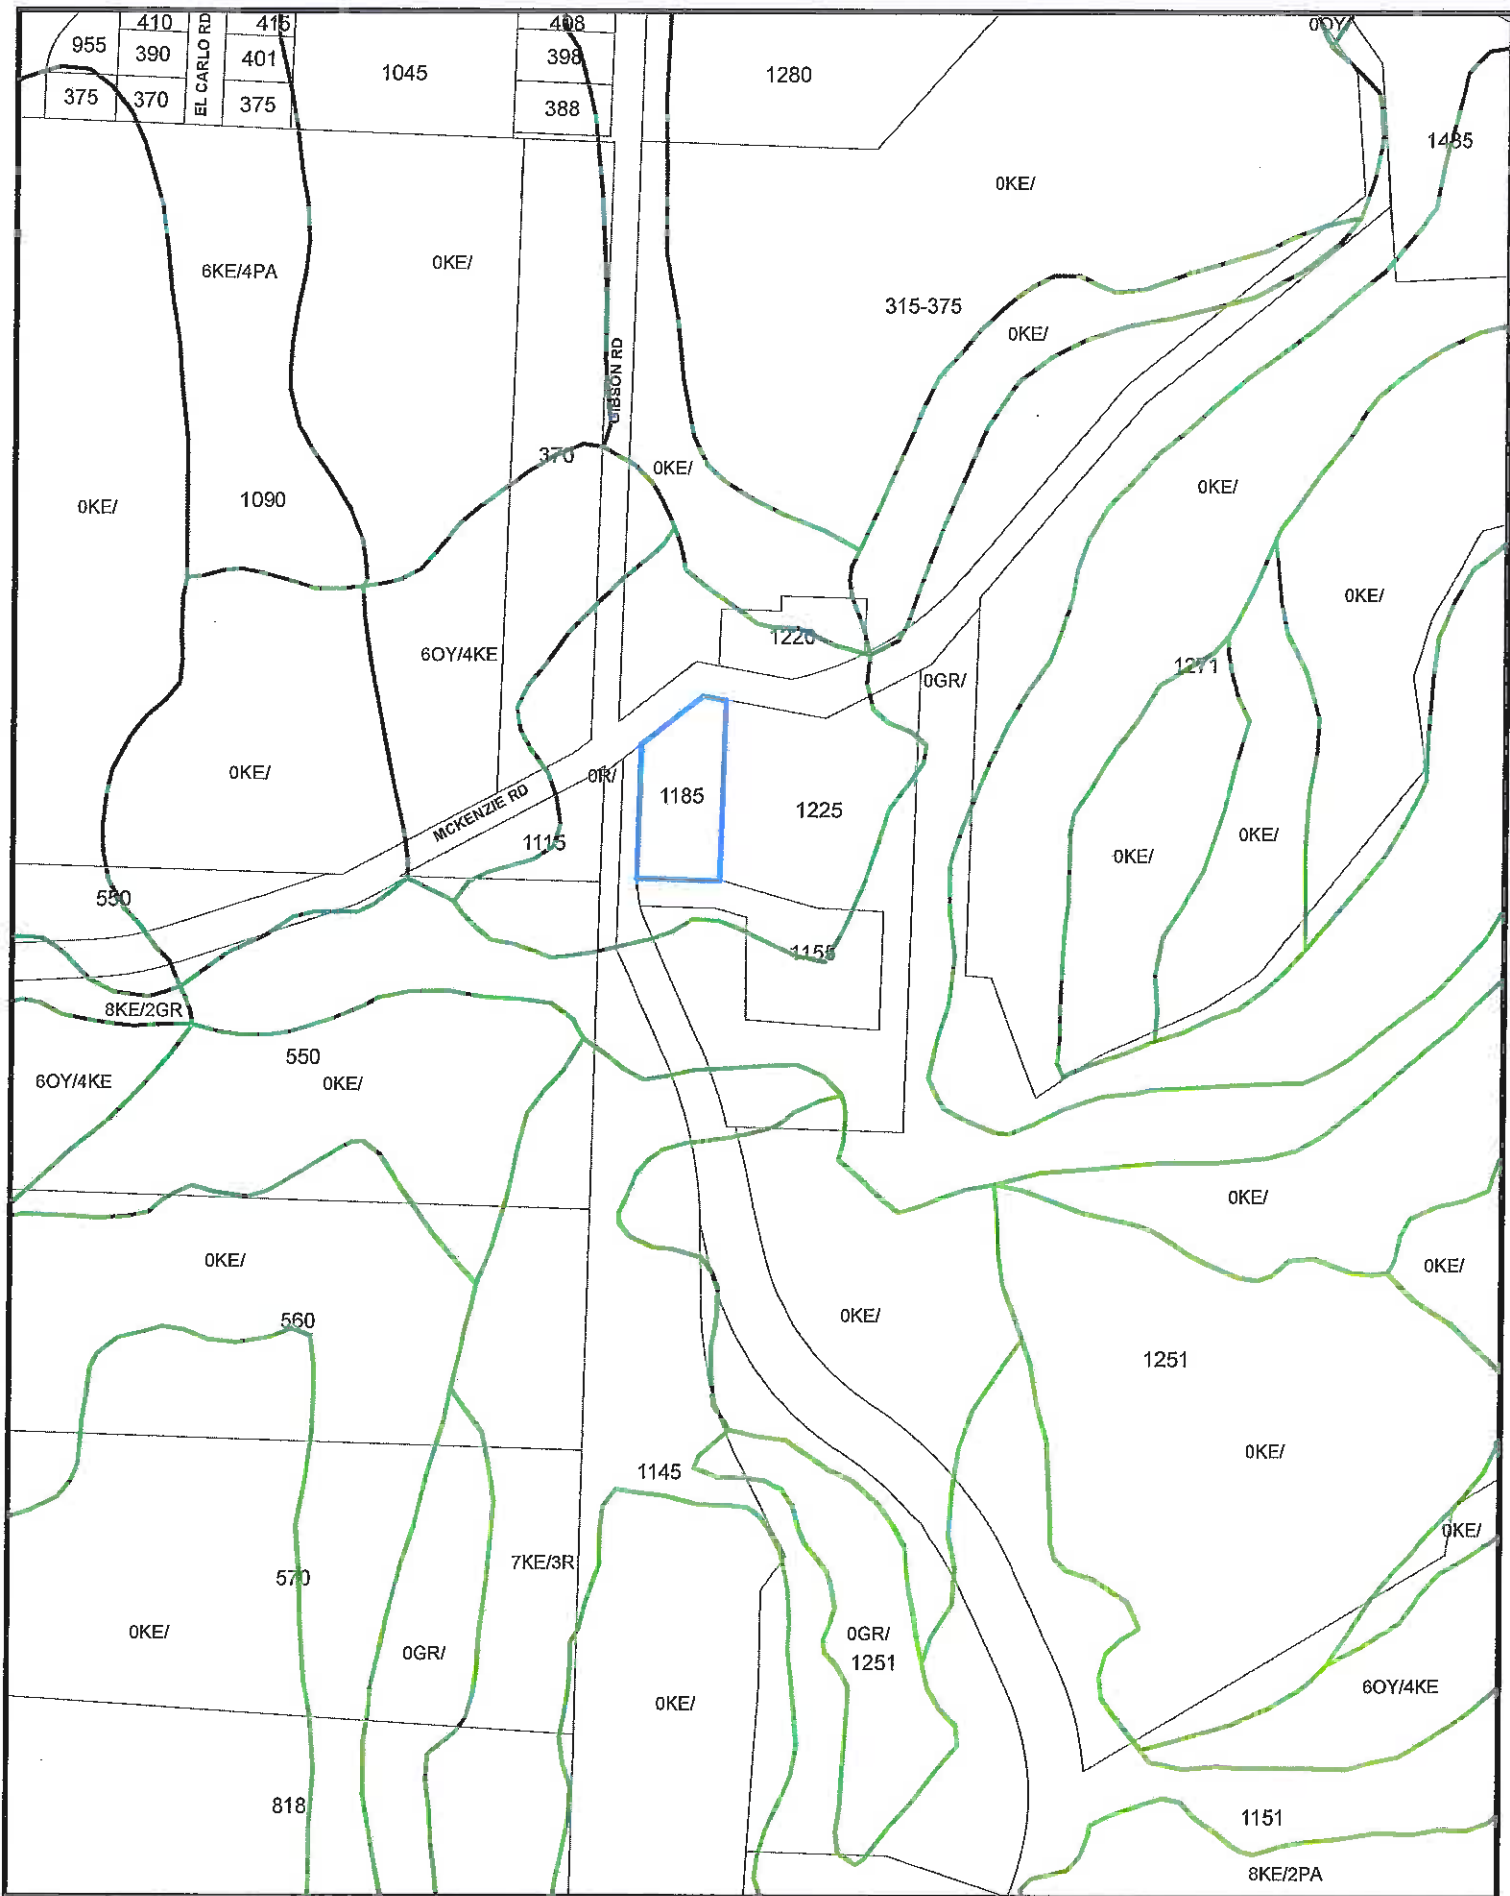 410
415
408
0OY/
955
390
EL CARLO RD
401
1045
398
1280
375
370
375
388
1485
0KE/
6KE/4PA
0KE/
315-375
0KE/
GIBSON RD
370
0KE/
0KE/
1090
0KE/
0KE/
1220
6OY/4KE
1271
0GR/
0KE/
0R/
MCKENZIE RD
1185
1225
1115
0KE/
0KE/
550
1155
8KE/2GR
550
6OY/4KE
0KE/
0KE/
0KE/
0KE/
560
0KE/
1251
1145
0KE/
0KE/
7KE/3R
570
0KE/
0GR/
0GR/
1251
0KE/
6OY/4KE
818
1151
8KE/2PA